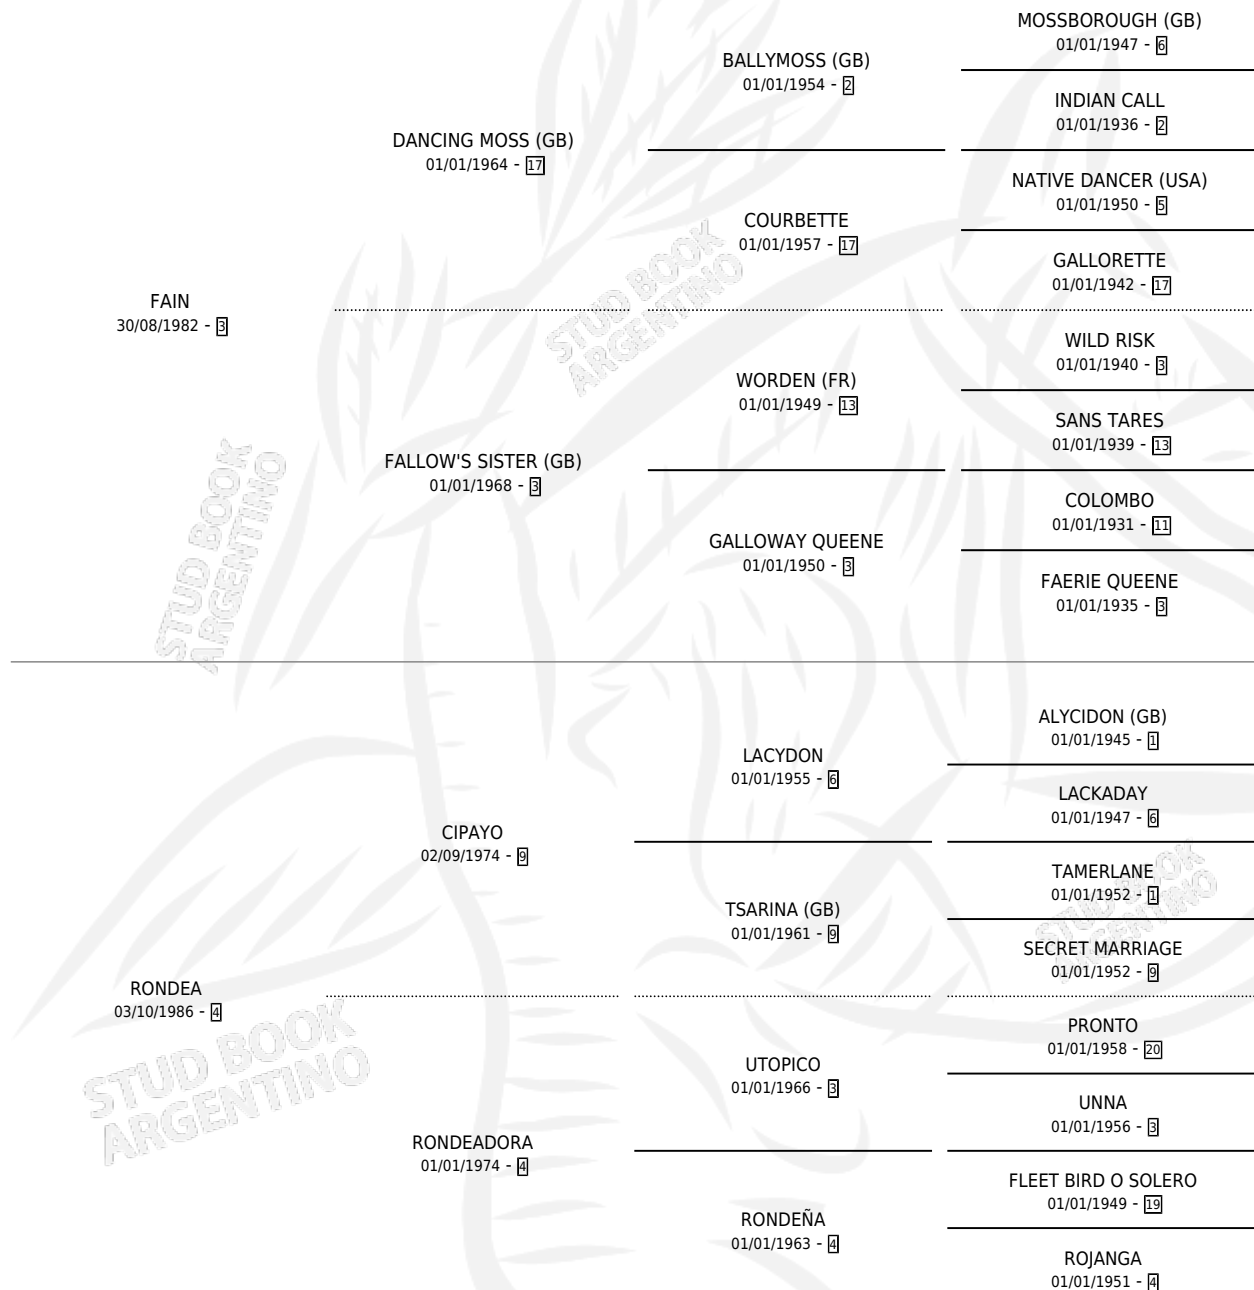 MOSSBOROUGH (GB)
01/01/1947 - 6
BALLYMOSS (GB)
01/01/1954 - 2
INDIAN CALL
01/01/1936 - 2
DANCING MOSS (GB)
01/01/1964 - 17
NATIVE DANCER (USA)
01/01/1950 - 5
COURBETTE
01/01/1957 - 17
GALLORETTE
01/01/1942 - 17
FAIN
30/08/1982 - 3
WILD RISK
01/01/1940 - 3
WORDEN (FR)
01/01/1949 - 13
SANS TARES
01/01/1939 - 13
FALLOW'S SISTER (GB)
01/01/1968 - 3
COLOMBO
01/01/1931 - 11
GALLOWAY QUEENE
01/01/1950 - 3
FAERIE QUEENE
01/01/1935 - 3
STUD BOOK
ARGENTINO
STUD BOOK
ARGENTINO
ALYCIDON (GB)
01/01/1945 - 1
LACYDON
01/01/1955 - 6
LACKADAY
01/01/1947 - 6
CIPAYO
02/09/1974 - 9
TAMERLANE
01/01/1952 - 1
TSARINA (GB)
01/01/1961 - 9
SECRET MARRIAGE
01/01/1952 - 9
RONDEA
03/10/1986 - 4
PRONTO
01/01/1958 - 20
UTOPICO
01/01/1966 - 3
UNNA
01/01/1956 - 3
RONDEADORA
01/01/1974 - 4
FLEET BIRD O SOLERO
01/01/1949 - 19
RONDEÑA
01/01/1963 - 4
ROJANGA
01/01/1951 - 4
STUD BOOK
ARGENTINO
STUD BOOK
ARGENTINO